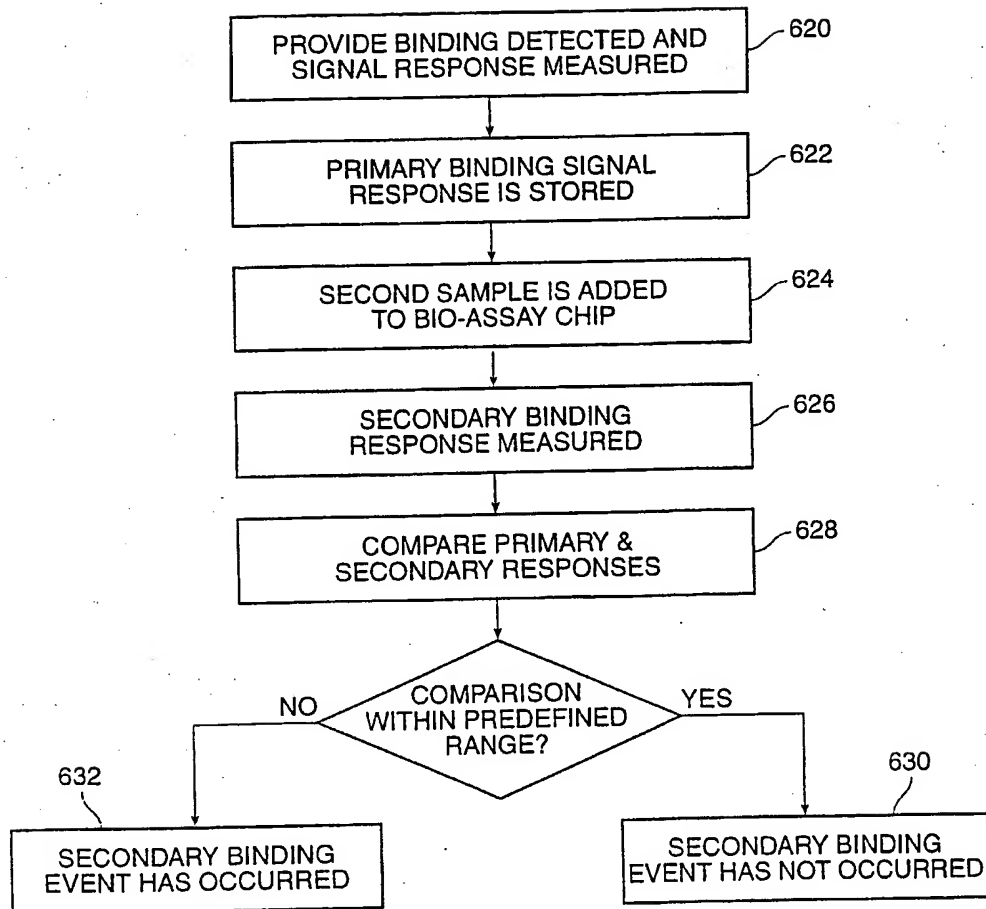 PROVIDE BINDING DETECTED AND
SIGNAL RESPONSE MEASURED
620
PRIMARY BINDING SIGNAL
RESPONSE IS STORED
622
SECOND SAMPLE IS ADDED
TO BIO-ASSAY CHIP
624
SECONDARY BINDING
RESPONSE MEASURED
626
COMPARE PRIMARY &
SECONDARY RESPONSES
628
COMPARISON
WITHIN PREDEFINED
RANGE?
NO
YES
632
SECONDARY BINDING
EVENT HAS OCCURRED
630
SECONDARY BINDING
EVENT HAS NOT OCCURRED